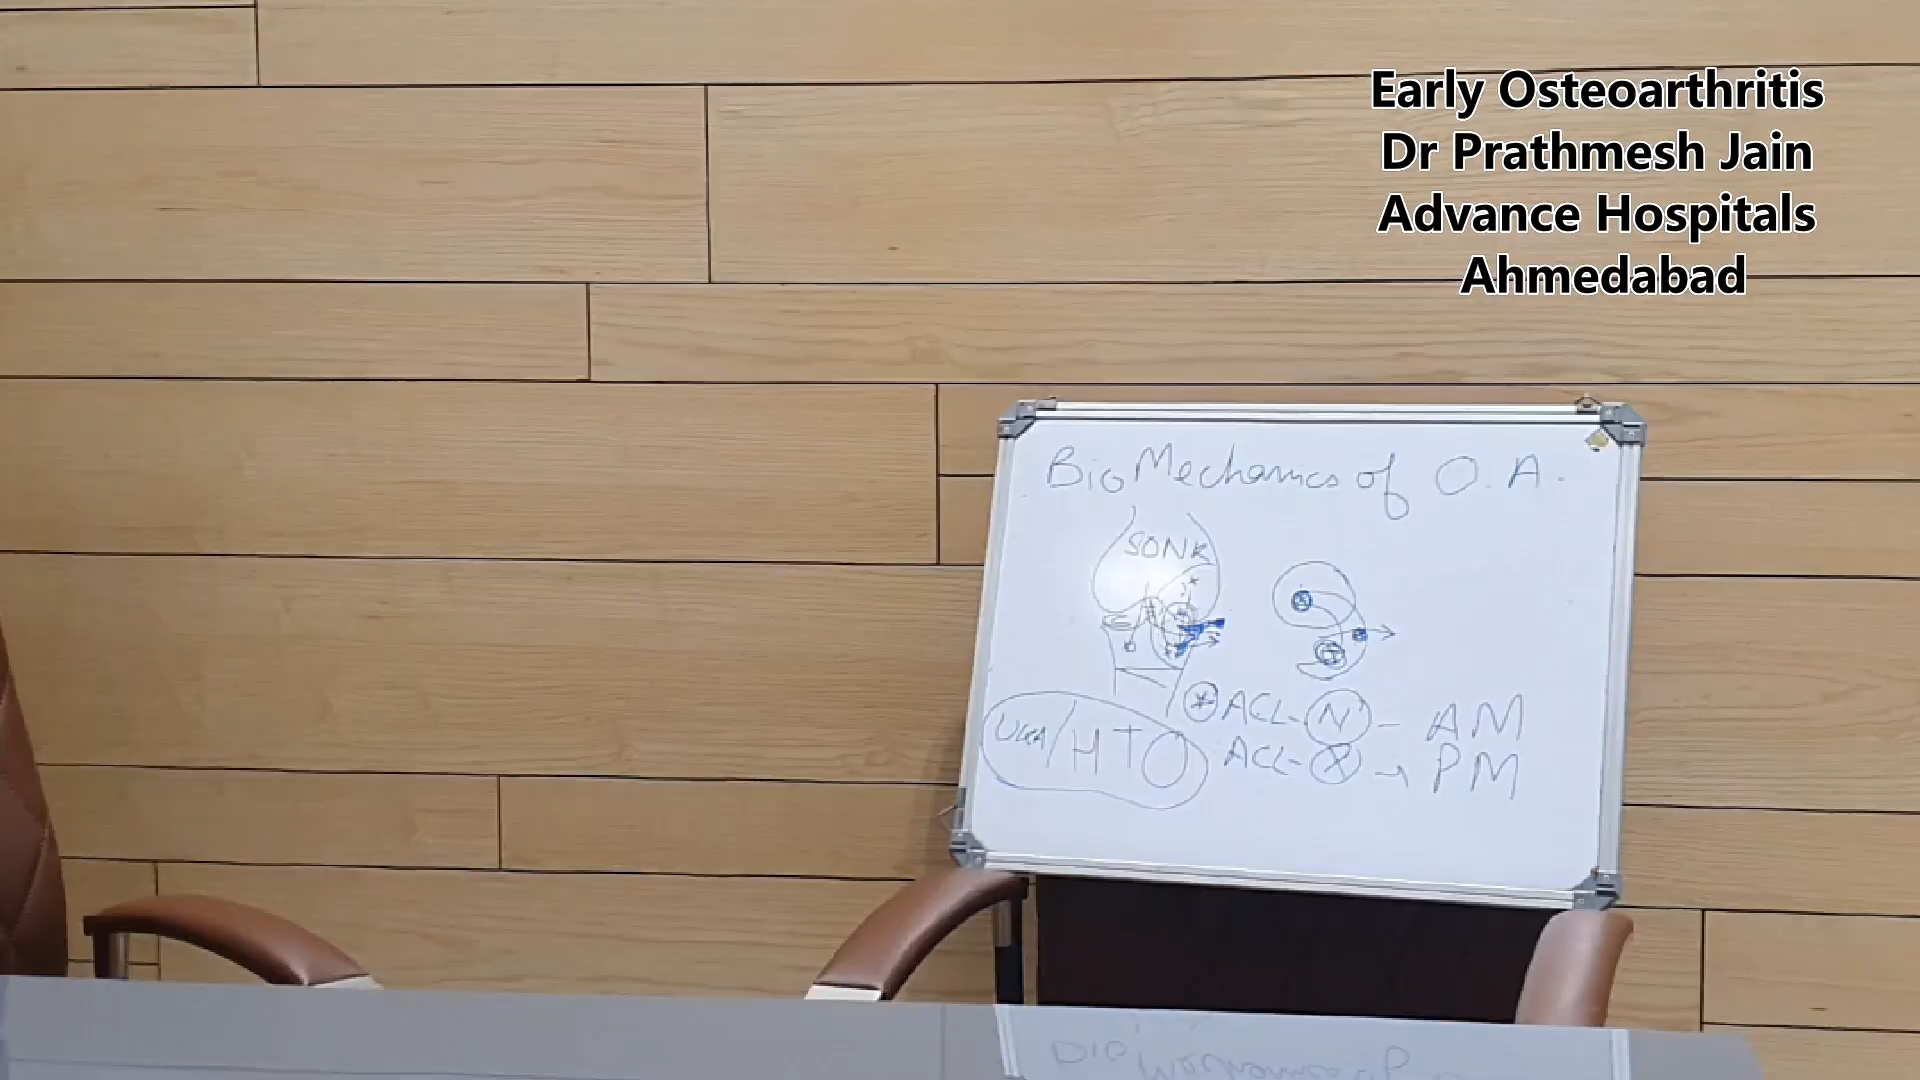 Early Osteoarthritis
Dr Prathmesh Jain
Advance Hospitals
Ahmedabad
BioMechanics of O.A.
SONK
ACL-N - AM
ACL-X → PM
UKA/HTO